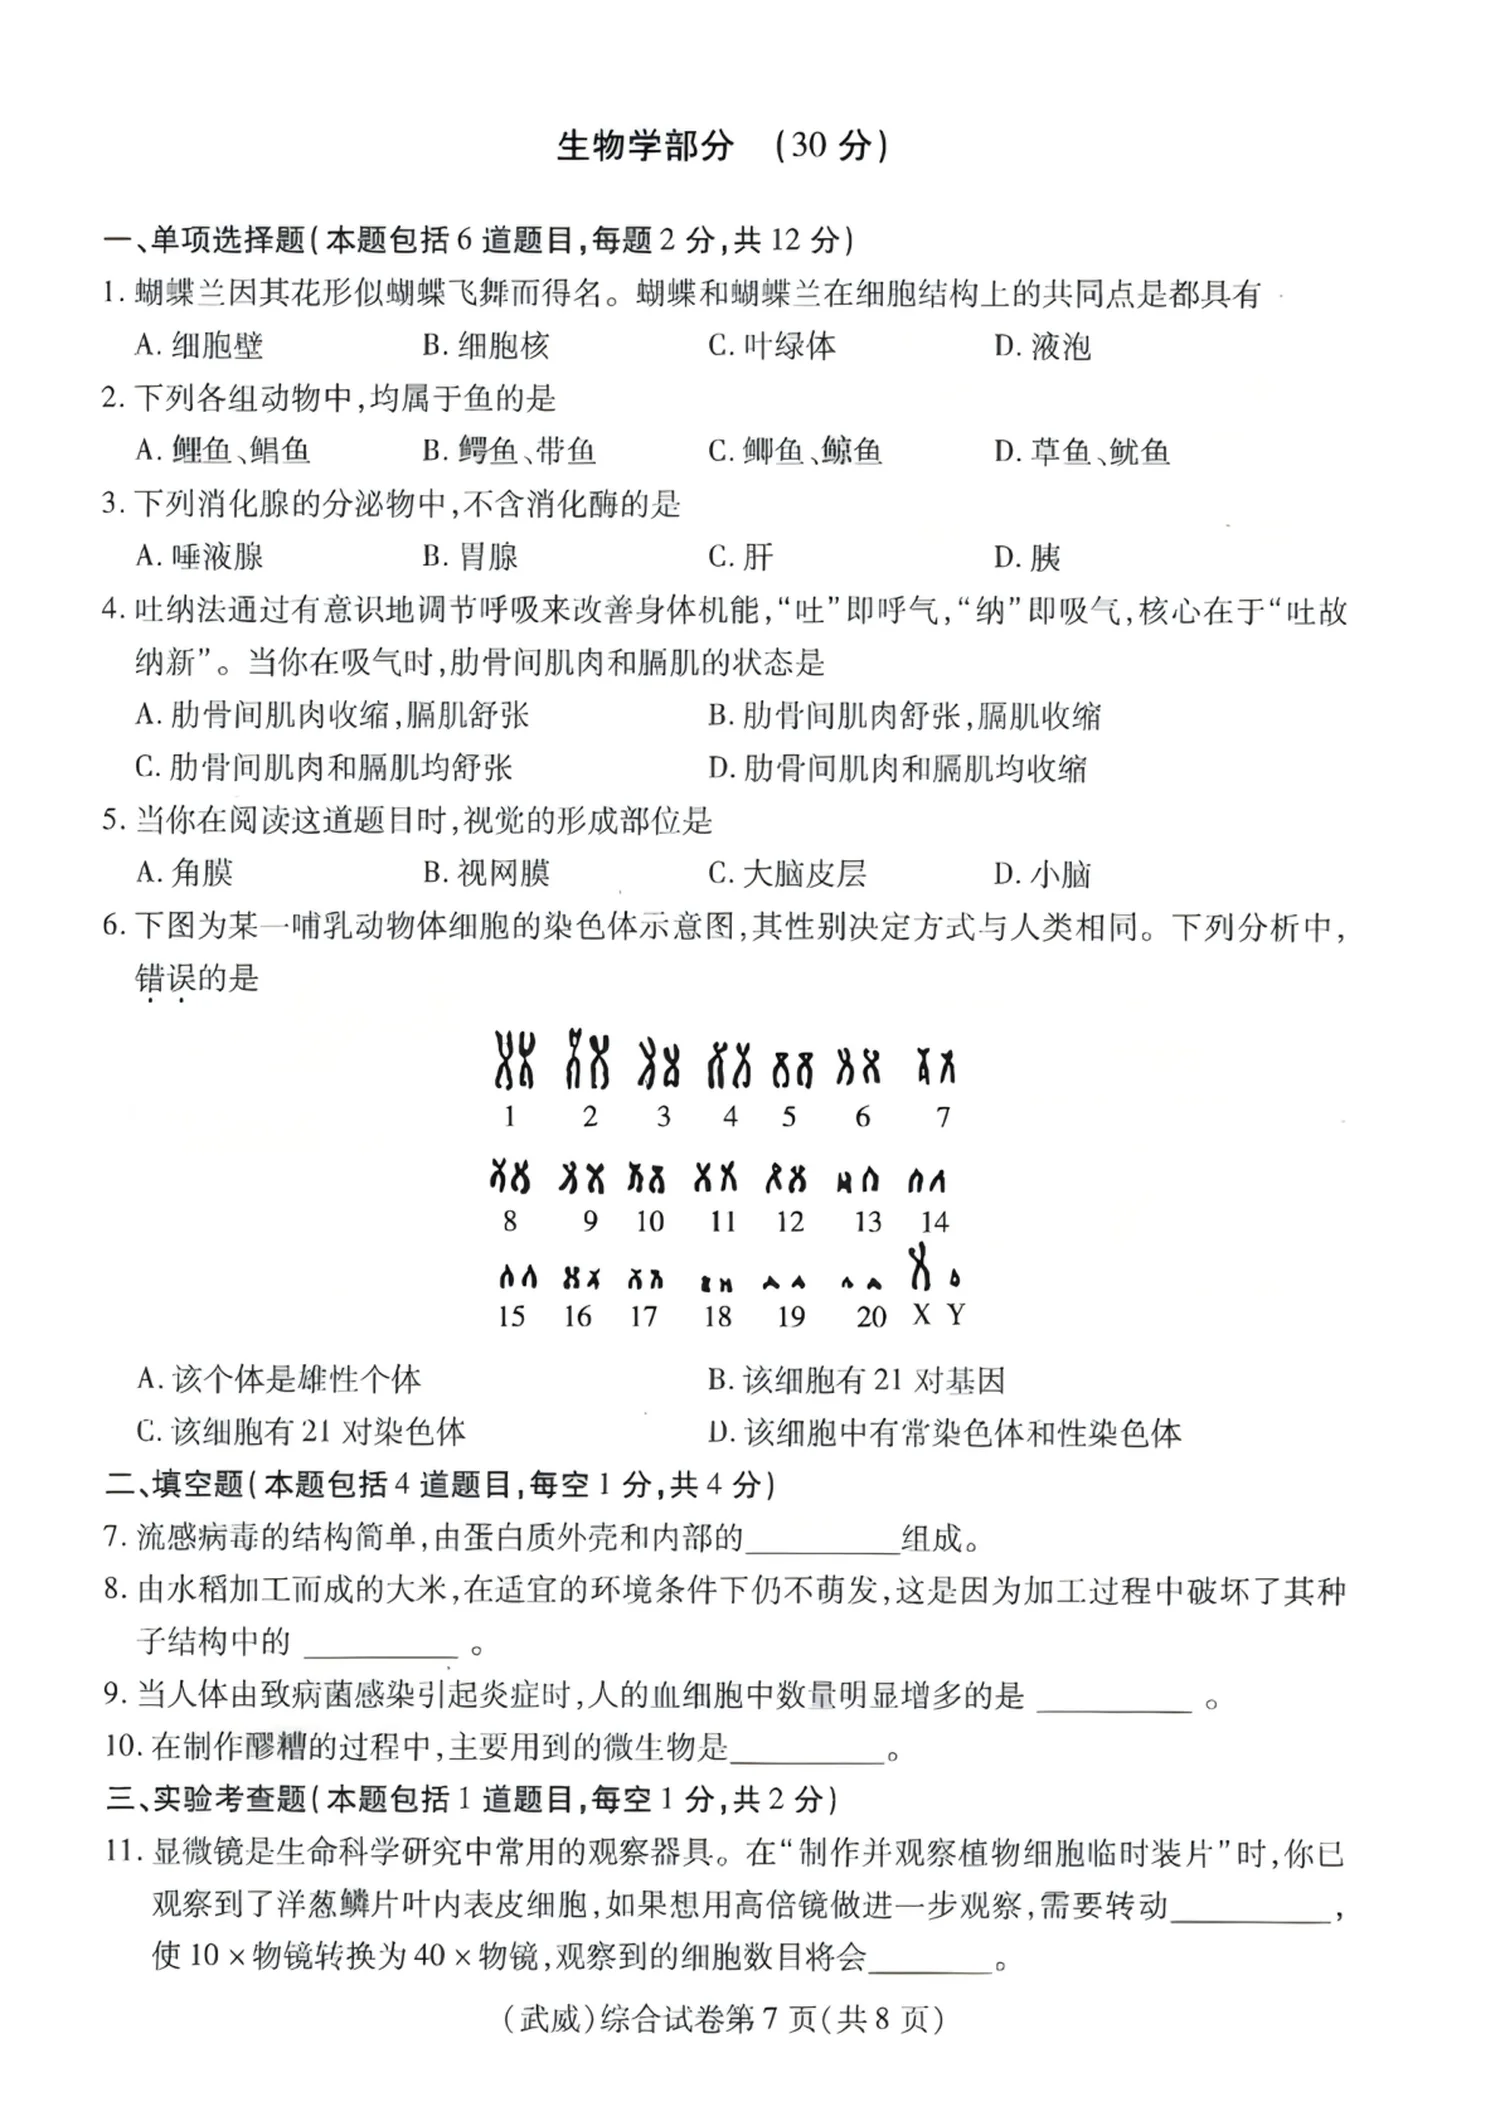 生物学部分 (30 分)
一、单项选择题(本题包括 6 道题目,每题 2 分,共 12 分)
1. 蝴蝶兰因其花形似蝴蝶飞舞而得名。蝴蝶和蝴蝶兰在细胞结构上的共同点是都具有
A. 细胞壁 B. 细胞核 C. 叶绿体 D. 液泡
2. 下列各组动物中,均属于鱼的是
A. 鲤鱼、鲳鱼 B. 鳄鱼、带鱼 C. 鲫鱼、鲸鱼 D. 草鱼、鱿鱼
3. 下列消化腺的分泌物中,不含消化酶的是
A. 唾液腺 B. 胃腺 C. 肝 D. 胰
4. 吐纳法通过有意识地调节呼吸来改善身体机能,“吐”即呼气,“纳”即吸气,核心在于“吐故
纳新”。当你在吸气时,肋骨间肌肉和膈肌的状态是
A. 肋骨间肌肉收缩,膈肌舒张 B. 肋骨间肌肉舒张,膈肌收缩
C. 肋骨间肌肉和膈肌均舒张 D. 肋骨间肌肉和膈肌均收缩
5. 当你在阅读这道题目时,视觉的形成部位是
A. 角膜 B. 视网膜 C. 大脑皮层 D. 小脑
6. 下图为某一哺乳动物体细胞的染色体示意图,其性别决定方式与人类相同。下列分析中,
错误的是
1 2 3 4 5 6 7
8 9 10 11 12 13 14
15 16 17 18 19 20 X Y
A. 该个体是雄性个体 B. 该细胞有 21 对基因
C. 该细胞有 21 对染色体 D. 该细胞中有常染色体和性染色体
二、填空题(本题包括 4 道题目,每空 1 分,共 4 分)
7. 流感病毒的结构简单,由蛋白质外壳和内部的__________组成。
8. 由水稻加工而成的大米,在适宜的环境条件下仍不萌发,这是因为加工过程中破坏了其种
子结构中的 __________ 。
9. 当人体由致病菌感染引起炎症时,人的血细胞中数量明显增多的是 __________ 。
10. 在制作醪糟的过程中,主要用到的微生物是__________。
三、实验考查题(本题包括 1 道题目,每空 1 分,共 2 分)
11. 显微镜是生命科学研究中常用的观察器具。在“制作并观察植物细胞临时装片”时,你已
观察到了洋葱鳞片叶内表皮细胞,如果想用高倍镜做进一步观察,需要转动__________,
使 10 ×物镜转换为 40 ×物镜,观察到的细胞数目将会________。
(武威)综合试卷第 7 页(共 8 页)